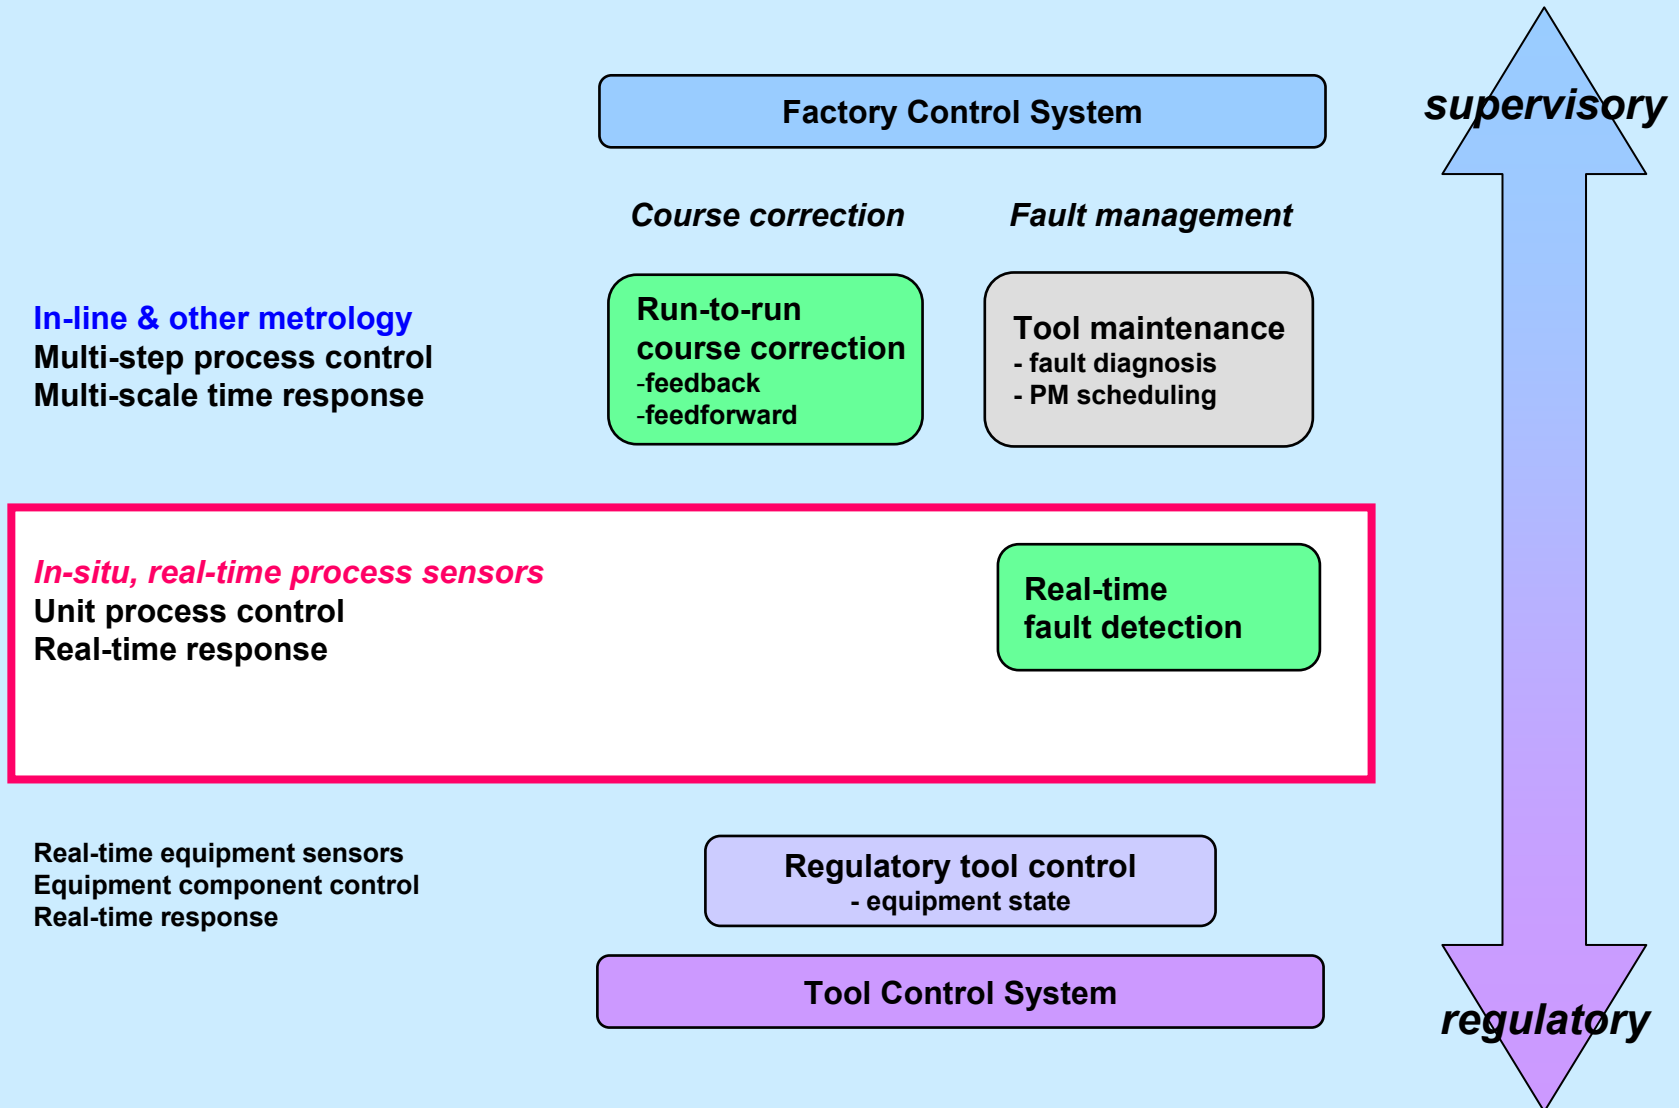 Factory Control System
supervisory
Course correction
Fault management
In-line & other metrology
Multi-step process control
Multi-scale time response
Run-to-run
course correction
-feedback
-feedforward
Tool maintenance
- fault diagnosis
- PM scheduling
In-situ, real-time process sensors
Unit process control
Real-time response
Real-time
fault detection
Real-time equipment sensors
Equipment component control
Real-time response
Regulatory tool control
- equipment state
Tool Control System
regulatory